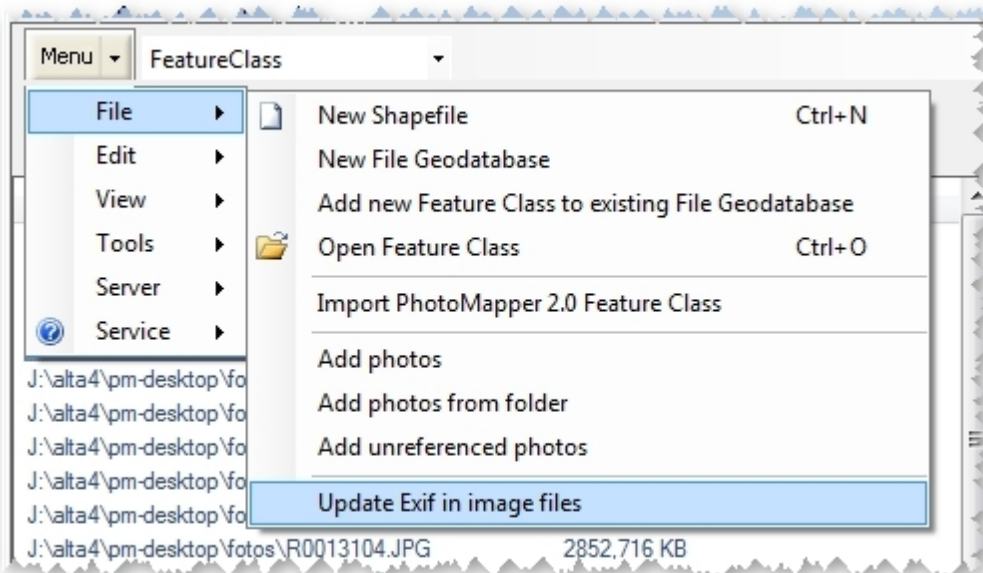 Menu FeatureClass
File
Edit
View
Tools
Server
Service
New Shapefile Ctrl+N
New File Geodatabase
Add new Feature Class to existing File Geodatabase
Open Feature Class Ctrl+O
Import PhotoMapper 2.0 Feature Class
Add photos
Add photos from folder
Add unreferenced photos
Update Exif in image files
J:\alta4\pm-desktop\fo
J:\alta4\pm-desktop\fo
J:\alta4\pm-desktop\fo
J:\alta4\pm-desktop\fo
J:\alta4\pm-desktop\fo
J:\alta4\pm-desktop\fotos\R0013104.JPG 2852,716 KB